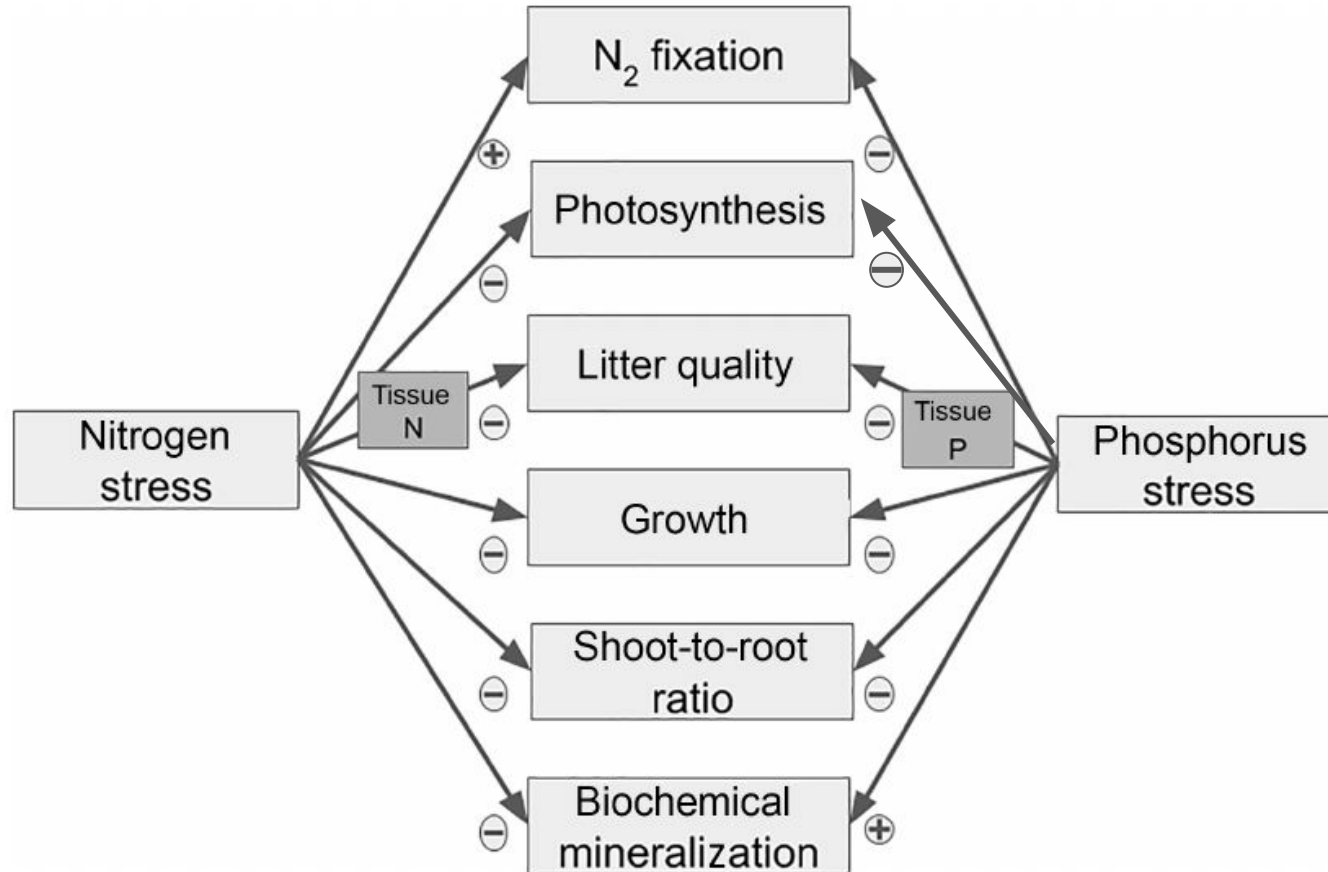 N₂ fixation
+
−
Photosynthesis
−
−
Litter quality
Tissue
N
−
−
Tissue
P
Nitrogen
stress
Phosphorus
stress
Growth
−
−
Shoot-to-root
ratio
−
−
Biochemical
mineralization
−
+